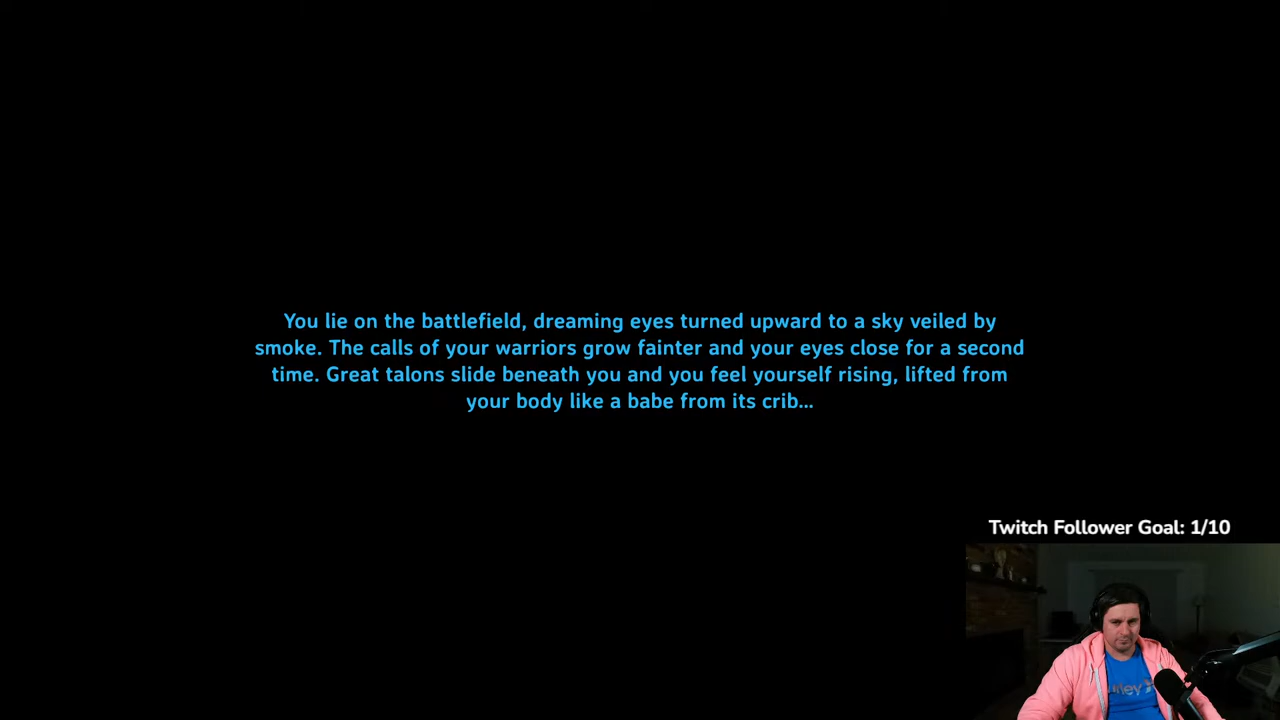 You lie on the battlefield, dreaming eyes turned upward to a sky veiled by
smoke. The calls of your warriors grow fainter and your eyes close for a second
time. Great talons slide beneath you and you feel yourself rising, lifted from
your body like a babe from its crib...
Twitch Follower Goal: 1/10